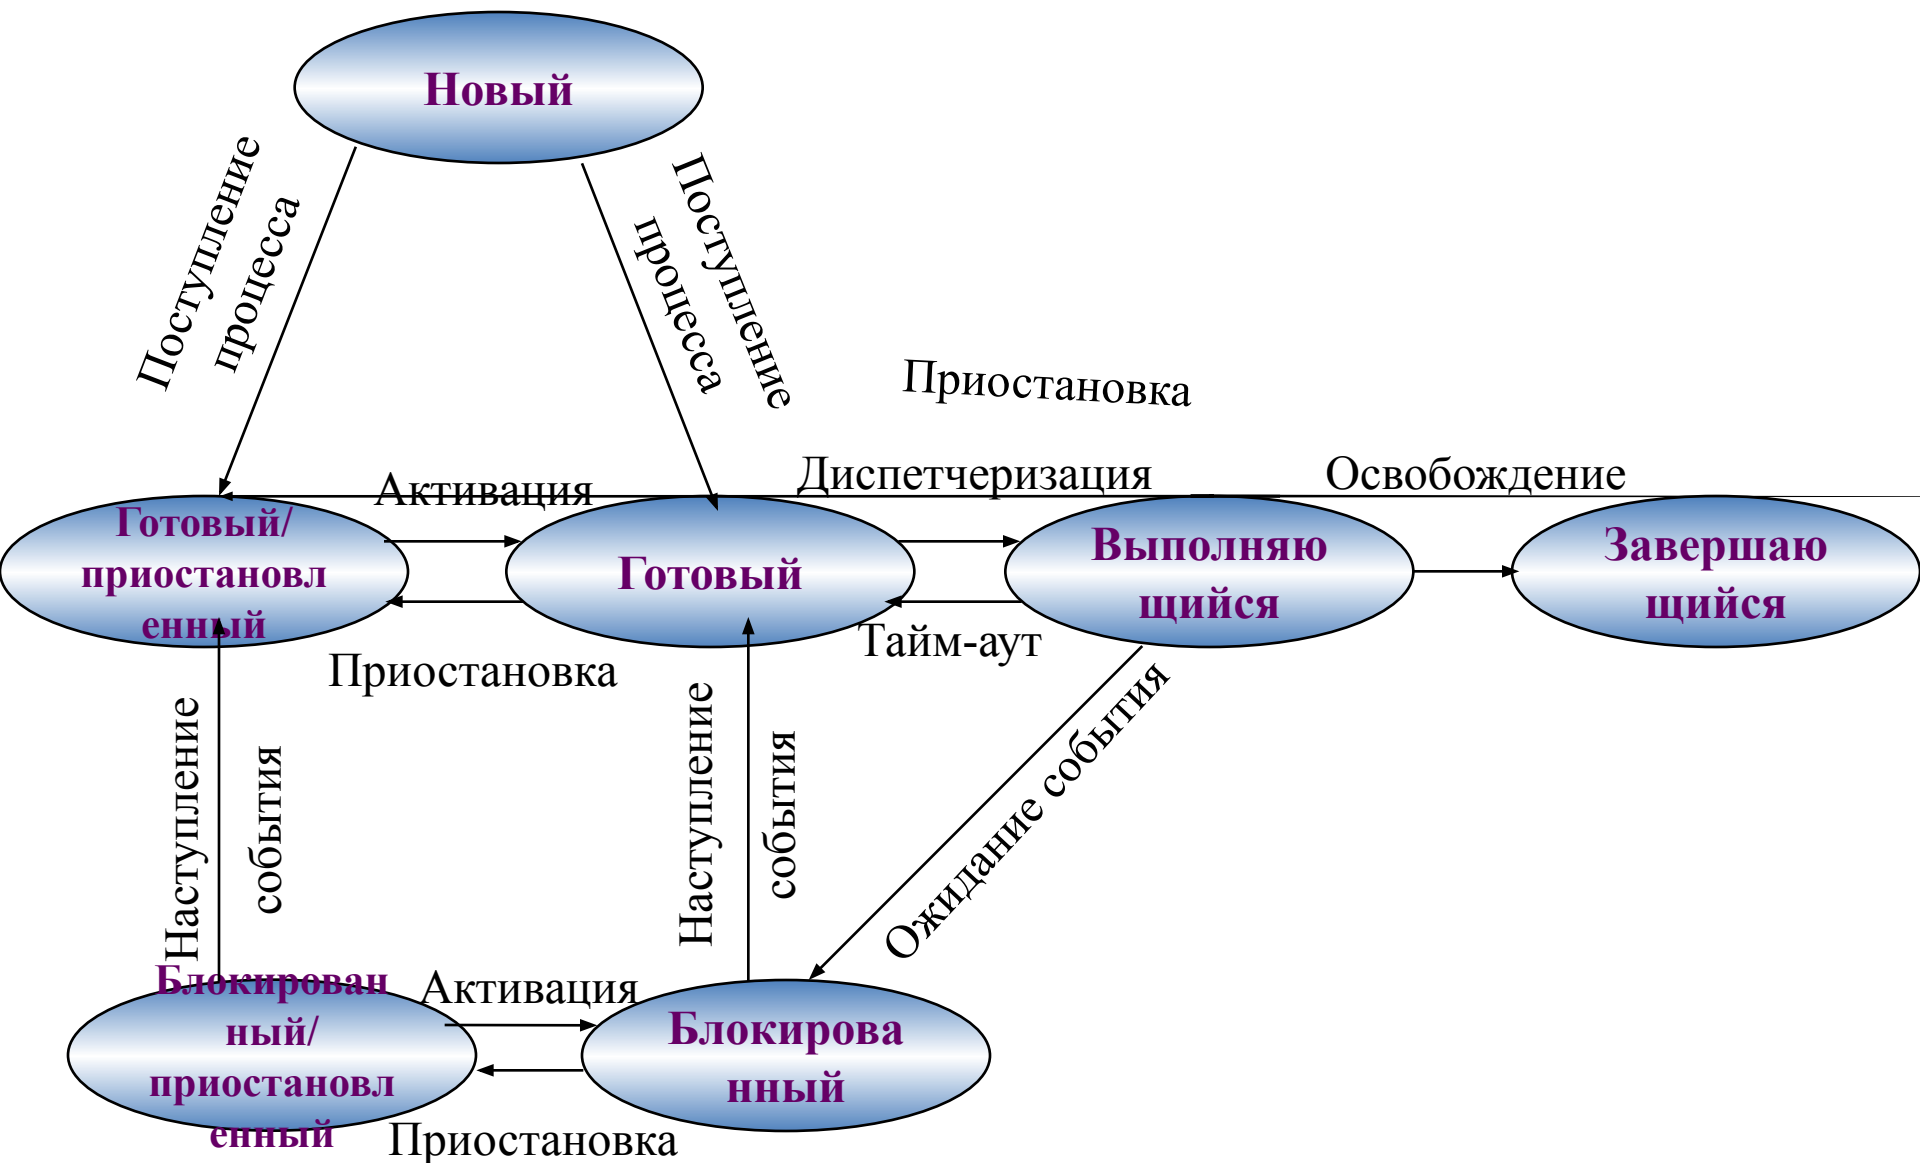 Новый
Поступление
процесса
Поступление
процесса
Приостановка
Активация
Диспетчеризация
Освобождение
Готовый/
приостановл
енный
Готовый
Выполняю
щийся
Завершаю
щийся
Приостановка
Тайм-аут
Наступление
события
Наступление
события
Ожидание события
Блокирован
ный/
приостановл
енный
Активация
Блокирова
нный
Приостановка